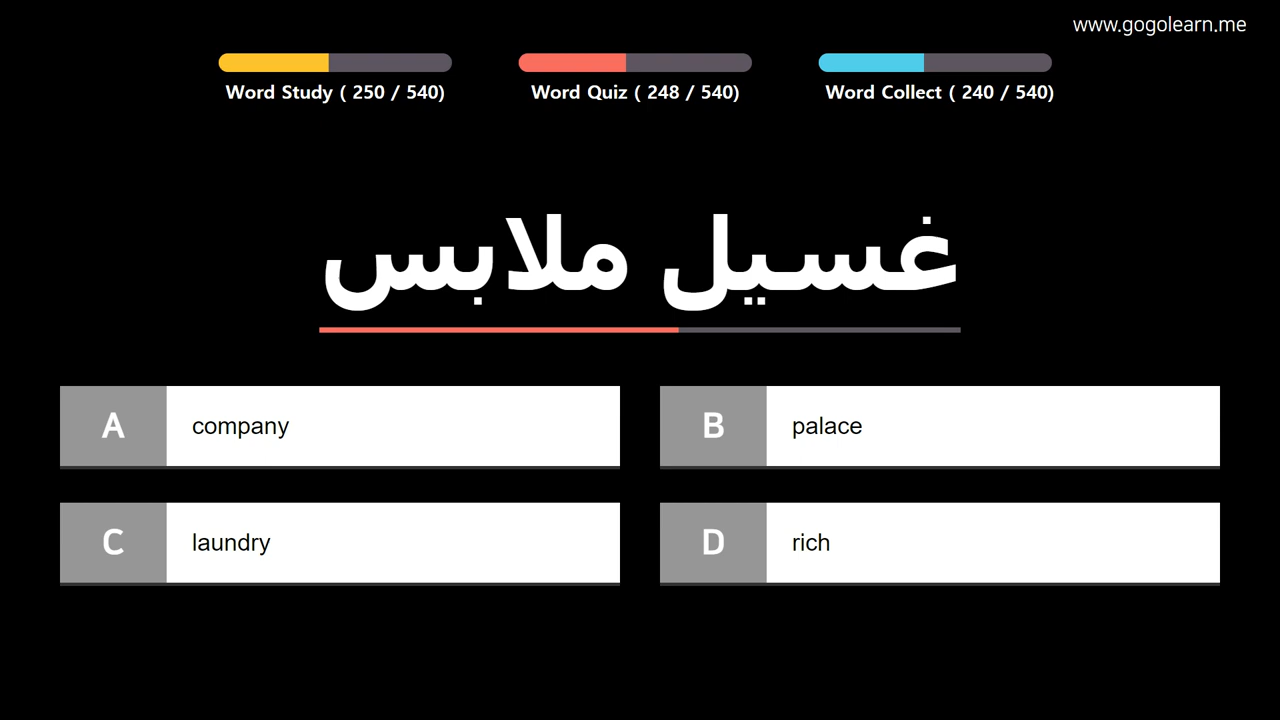 www.gogolearn.me
Word Study ( 250 / 540)
Word Quiz ( 248 / 540)
Word Collect ( 240 / 540)
غسيل ملابس
A company
B palace
C laundry
D rich